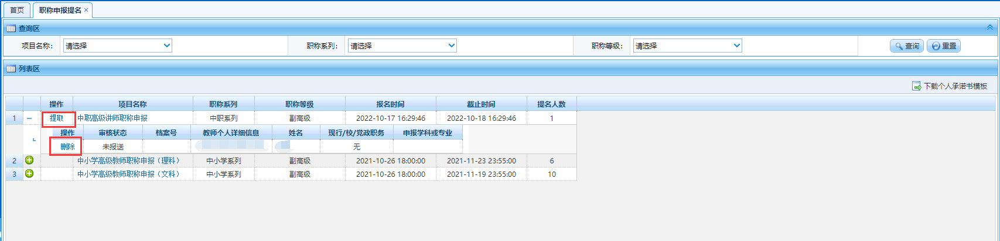 首页 职称申报提名 ×
查询区
项目名称: 请选择 职称系列: 请选择 职称等级: 请选择 查询 重置
列表区
下载个人承诺书模板
操作 项目名称 职称系列 职称等级 报名时间 截止时间 提名人数
1 提取 中职高级讲师职称申报 中职系列 副高级 2022-10-17 16:29:46 2022-10-18 16:29:46 1
操作 审核状态 档案号 教师个人详细信息 姓名 现行/校/党政职务 申报学科或专业
删除 未报送 无
2 中小学高级教师职称申报（理科） 中小学系列 副高级 2021-10-26 18:00:00 2021-11-23 23:55:00 6
3 中小学高级教师职称申报（文科） 中小学系列 副高级 2021-10-26 18:00:00 2021-11-19 23:55:00 10